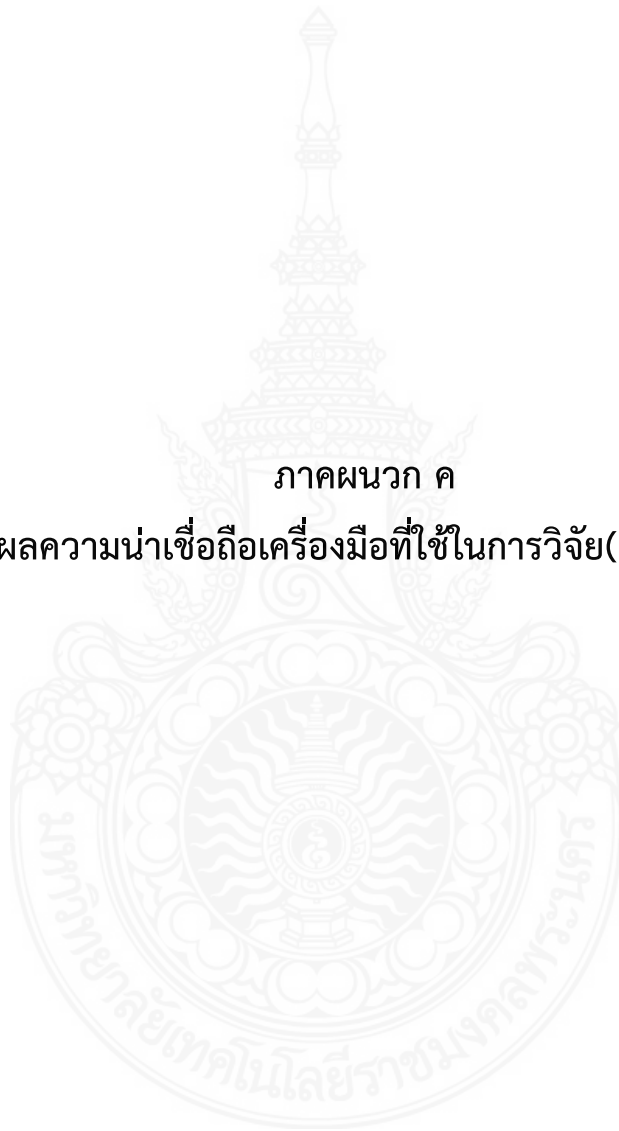 ภาคผนวก ค
ผลความน่าเชื่อถือเครื่องมือที่ใช้ในการวิจัย(
มหาวิทยาลัยเทคโนโลยีราชมงคลพระนคร